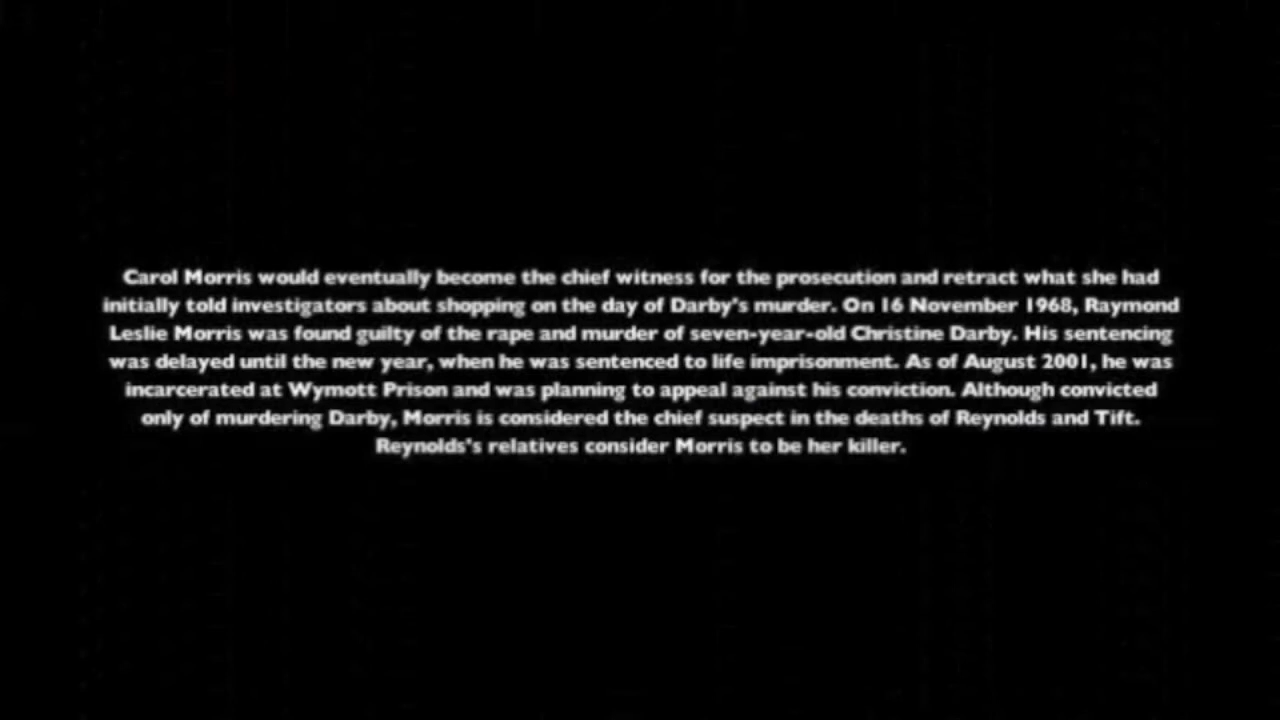 Carol Morris would eventually become the chief witness for the prosecution and retract what she had
initially told investigators about shopping on the day of Darby's murder. On 16 November 1968, Raymond
Leslie Morris was found guilty of the rape and murder of seven-year-old Christine Darby. His sentencing
was delayed until the new year, when he was sentenced to life imprisonment. As of August 2001, he was
incarcerated at Wymott Prison and was planning to appeal against his conviction. Although convicted
only of murdering Darby, Morris is considered the chief suspect in the deaths of Reynolds and Tift.
Reynolds's relatives consider Morris to be her killer.